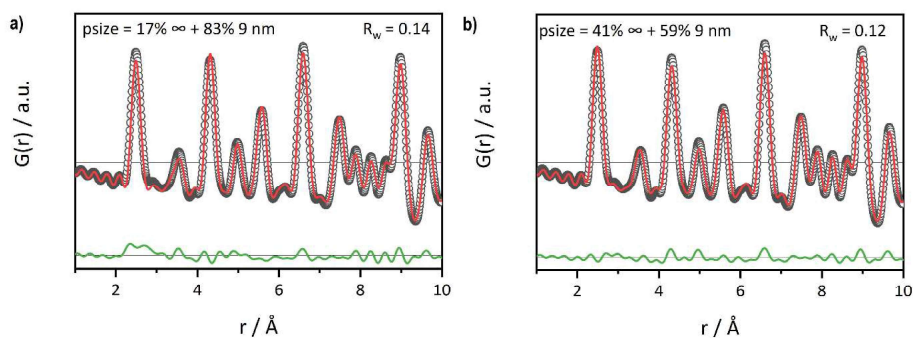 a)
psize = 17% ∞ + 83% 9 nm
R_w = 0.14
G(r) / a.u.
2 4 6 8 10
r / Å
b)
psize = 41% ∞ + 59% 9 nm
R_w = 0.12
G(r) / a.u.
2 4 6 8 10
r / Å